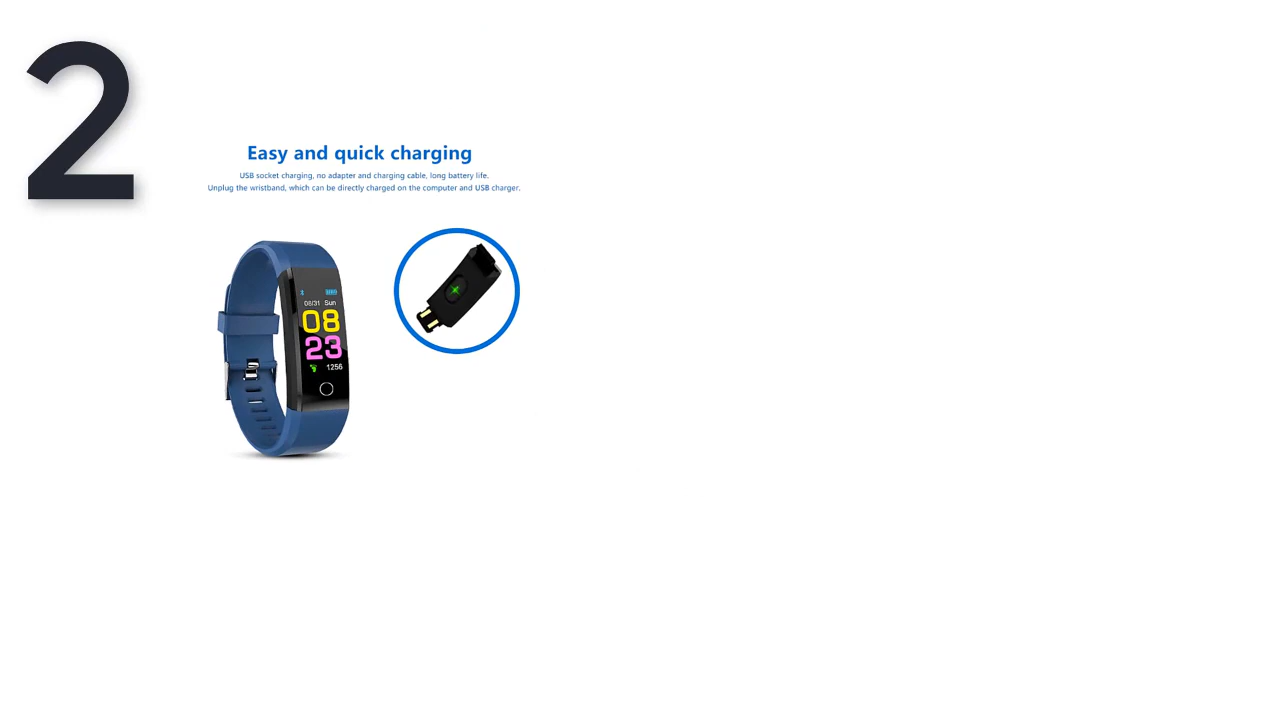 2
Easy and quick charging
USB socket charging, no adapter and charging cable, long battery life.
Unplug the wristband, which can be directly charged on the computer and USB charger.
08/31 Sun
08
23
1256